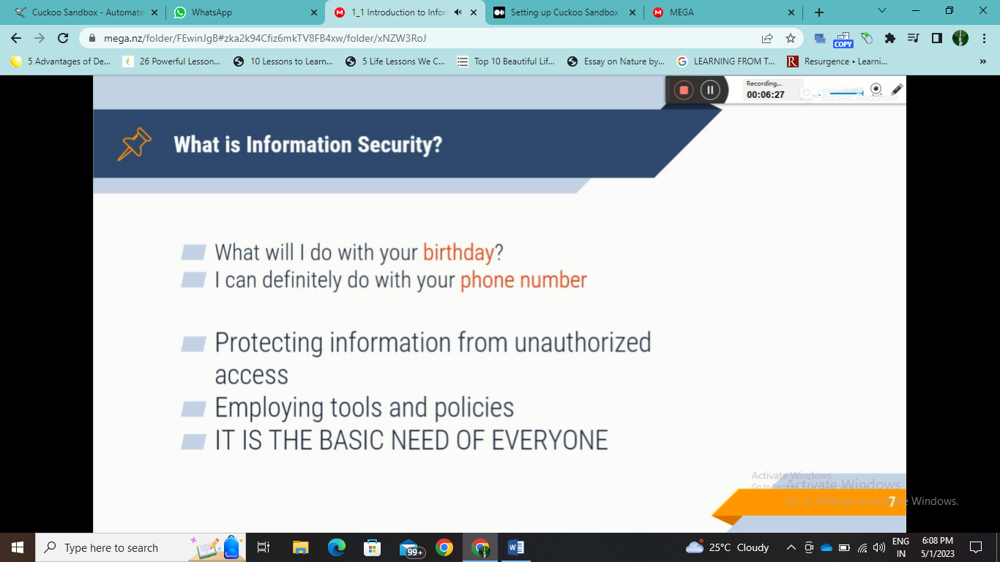 Cuckoo Sandbox - Automate
WhatsApp
1_1 Introduction to Infor
Setting up Cuckoo Sandbox
MEGA
mega.nz/folder/FEwinJgB#zka2k94Cfiz6mkTV8FB4xw/folder/xNZW3RoJ
COPY
5 Advantages of De...
26 Powerful Lesson...
10 Lessons to Learn...
5 Life Lessons We C...
Top 10 Beautiful Lif...
Essay on Nature by...
LEARNING FROM T...
Resurgence • Learni...
»
Recording...
00:06:27
What is Information Security?
What will I do with your birthday?
I can definitely do with your phone number
Protecting information from unauthorized
access
Employing tools and policies
IT IS THE BASIC NEED OF EVERYONE
Activate Windows
Activate Windows
Go to Settings to activate Windows.
7
Type here to search
99+
25°C Cloudy
ENG
IN
6:08 PM
5/1/2023